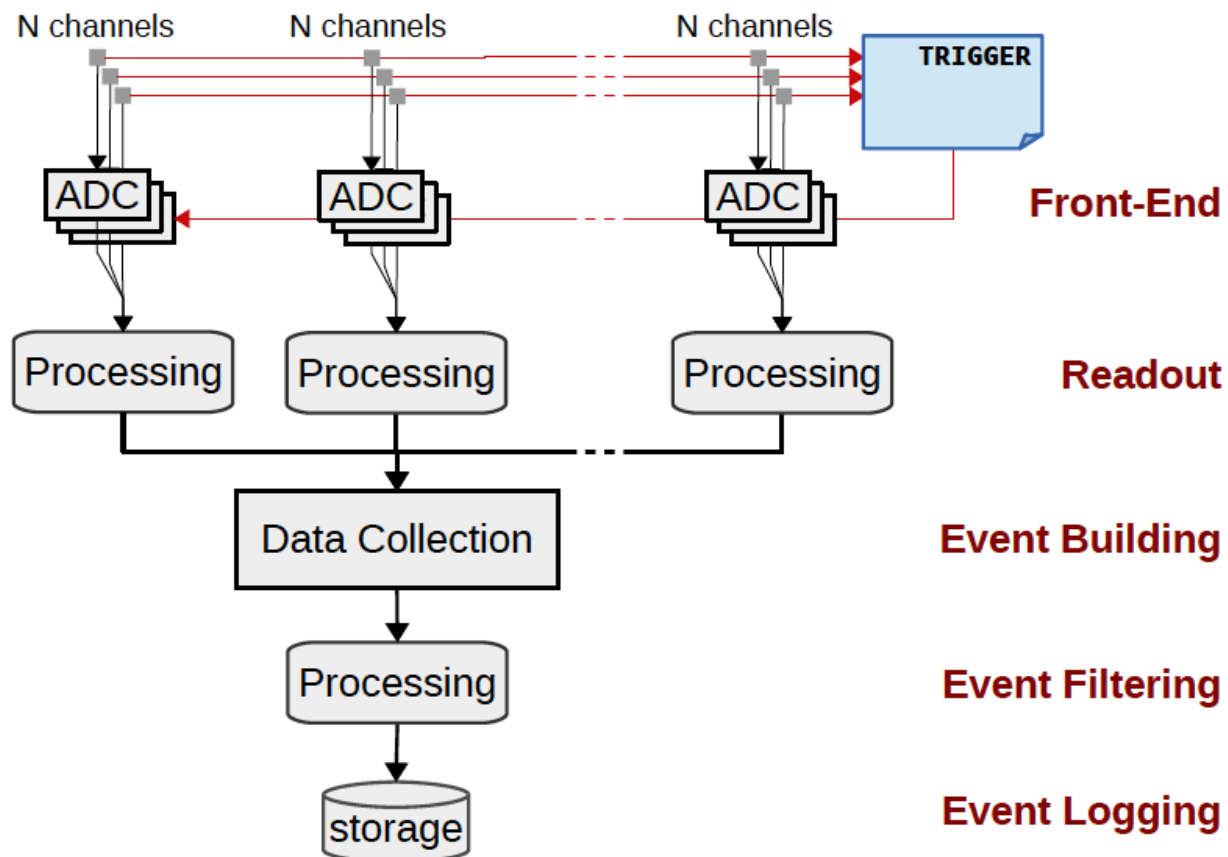 N channels
N channels
N channels
TRIGGER
ADC
ADC
ADC
Front-End
Processing
Processing
Processing
Readout
Data Collection
Event Building
Processing
Event Filtering
storage
Event Logging